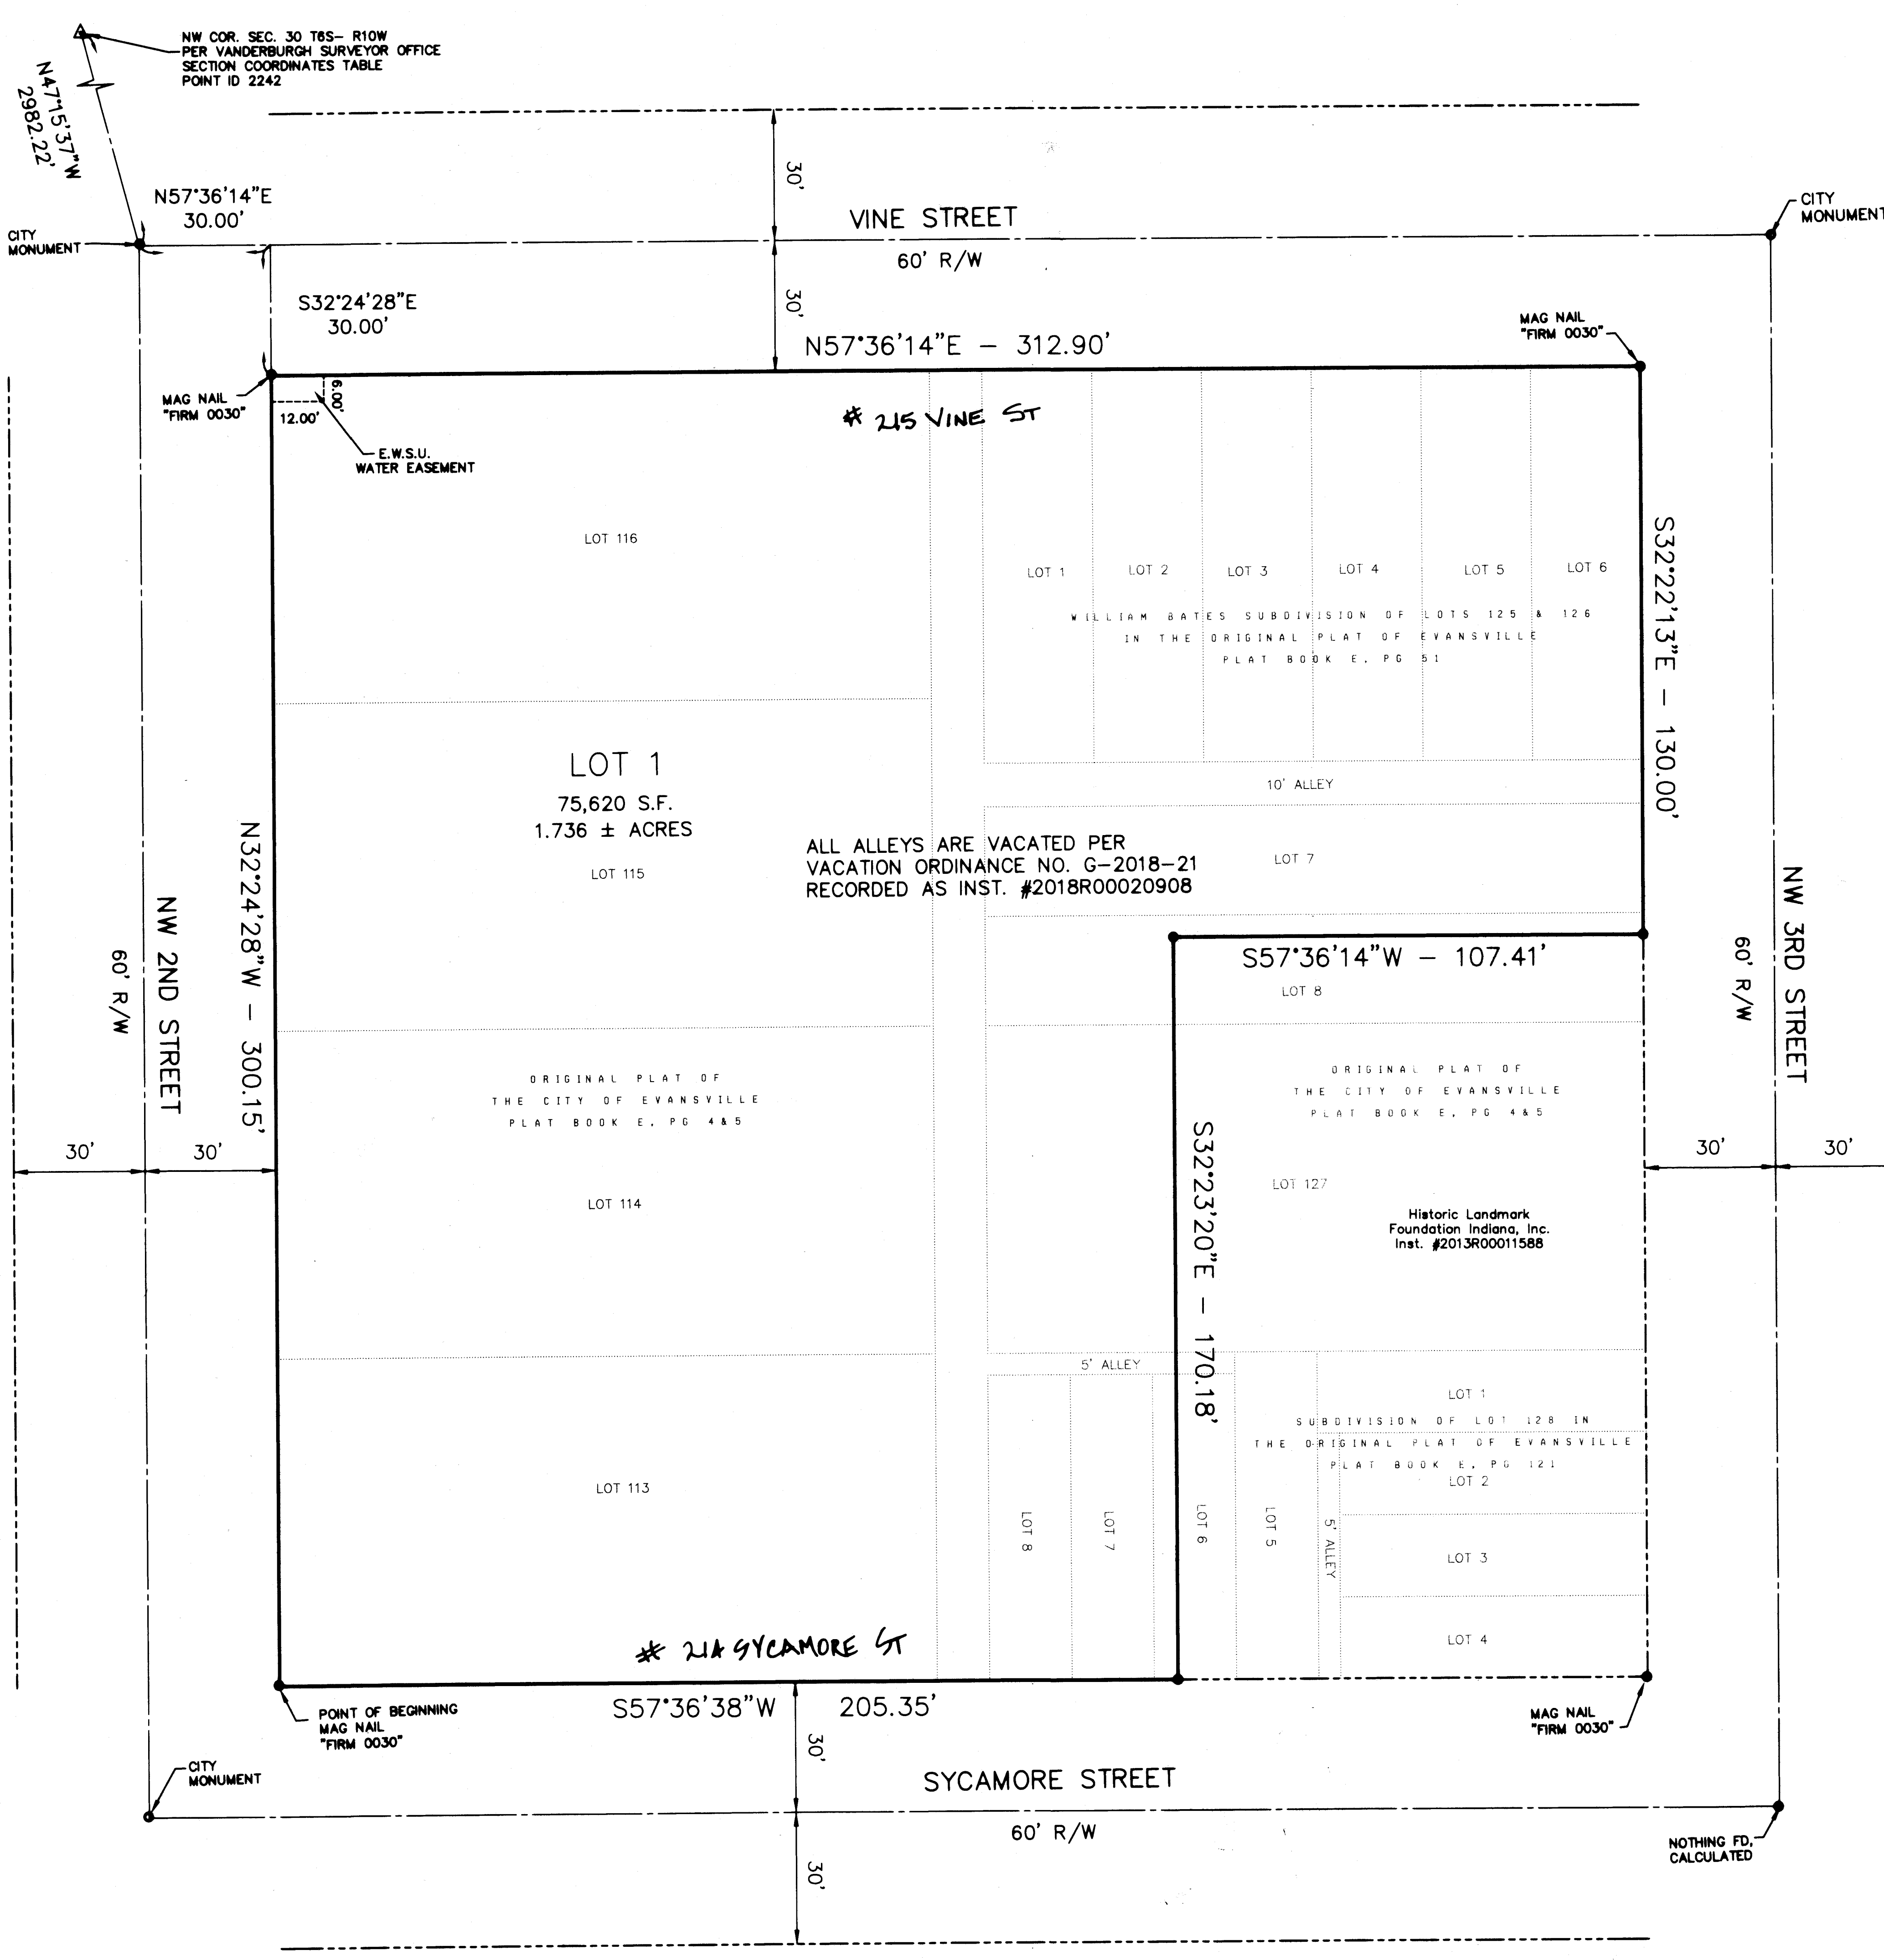 NW COR. SEC. 30 T6S- R10W
PER VANDERBURGH SURVEYOR OFFICE
SECTION COORDINATES TABLE
POINT ID 2242
N47°15'37"W
2982.22'
N57°36'14"E
30.00'
CITY
MONUMENT
30'
VINE STREET
60' R/W
CITY
MONUMENT
S32°24'28"E
30.00'
30'
N57°36'14"E - 312.90'
MAG NAIL
"FIRM 0030"
MAG NAIL
"FIRM 0030"
6.00'
12.00'
E.W.S.U.
WATER EASEMENT
# 215 VINE ST
LOT 116
LOT 1
LOT 2
LOT 3
LOT 4
LOT 5
LOT 6
WILLIAM BATES SUBDIVISION OF LOTS 125 & 126
IN THE ORIGINAL PLAT OF EVANSVILLE
PLAT BOOK E, PG 51
S32°22'13"E - 130.00'
LOT 1
75,620 S.F.
1.736 ± ACRES
10' ALLEY
ALL ALLEYS ARE VACATED PER
VACATION ORDINANCE NO. G-2018-21
RECORDED AS INST. #2018R00020908
LOT 115
LOT 7
N32°24'28"W - 300.15'
NW 2ND STREET
60' R/W
S57°36'14"W - 107.41'
LOT 8
NW 3RD STREET
60' R/W
ORIGINAL PLAT OF
THE CITY OF EVANSVILLE
PLAT BOOK E, PG 4&5
ORIGINAL PLAT OF
THE CITY OF EVANSVILLE
PLAT BOOK E, PG 4&5
30'
30'
30'
30'
S32°23'20"E - 170.18'
LOT 114
LOT 127
Historic Landmark
Foundation Indiana, Inc.
Inst. #2013R00011588
5' ALLEY
LOT 1
SUBDIVISION OF LOT 128 IN
THE ORIGINAL PLAT OF EVANSVILLE
PLAT BOOK E, PG 121
LOT 2
LOT 113
LOT 8
LOT 7
LOT 6
LOT 5
5' ALLEY
LOT 3
LOT 4
# SYCAMORE ST
S57°36'38"W 205.35'
POINT OF BEGINNING
MAG NAIL
"FIRM 0030"
MAG NAIL
"FIRM 0030"
30'
CITY
MONUMENT
SYCAMORE STREET
60' R/W
30'
NOTHING FD,
CALCULATED